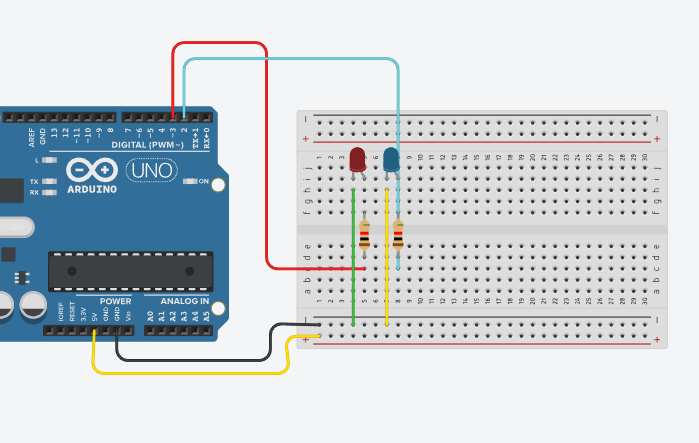 AREF
GND
13
12
~11
~10
~9
8
7
~6
~5
4
~3
2
TX→1
RX←0
DIGITAL (PWM~)
L
TX
RX
ARDUINO
UNO
ON
IOREF
RESET
3.3V
5V
GND
GND
Vin
POWER
A0
A1
A2
A3
A4
A5
ANALOG IN
1 2 3 5 6 8 9 10 11 12 13 14 15 16 17 18 19 20 21 22 23 24 25 26 27 28 29 30
j j
i i
h h
g g
f f
e e
d d
c c
b b
a a
1 2 3 4 5 6 7 8 9 10 11 12 13 14 15 16 17 18 19 20 21 22 23 24 25 26 27 28 29 30